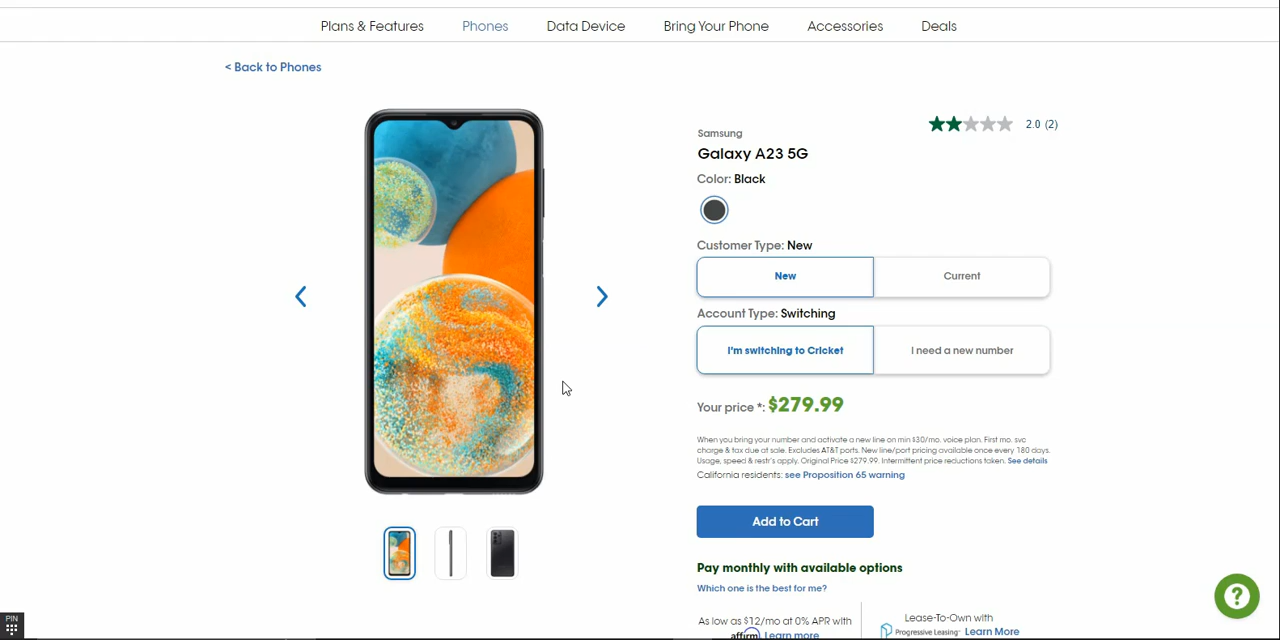 Plans & Features Phones Data Device Bring Your Phone Accessories Deals
< Back to Phones
2.0 (2)
Samsung
Galaxy A23 5G
Color: Black
Customer Type: New
New Current
Account Type: Switching
I'm switching to Cricket I need a new number
Your price *: $279.99
When you bring your number and activate a new line on min $30/mo. voice plan. First mo. svc
charge & tax due at sale. Excludes AT&T ports. New line/port pricing available once every 180 days.
Usage, speed & restr's apply. Original Price $279.99. Intermittent price reductions taken. See details
California residents: see Proposition 65 warning
Add to Cart
Pay monthly with available options
Which one is the best for me?
As low as $12/mo at 0% APR with
affirm Learn more
Lease-To-Own with
Progressive Leasing Learn More
?
PIN